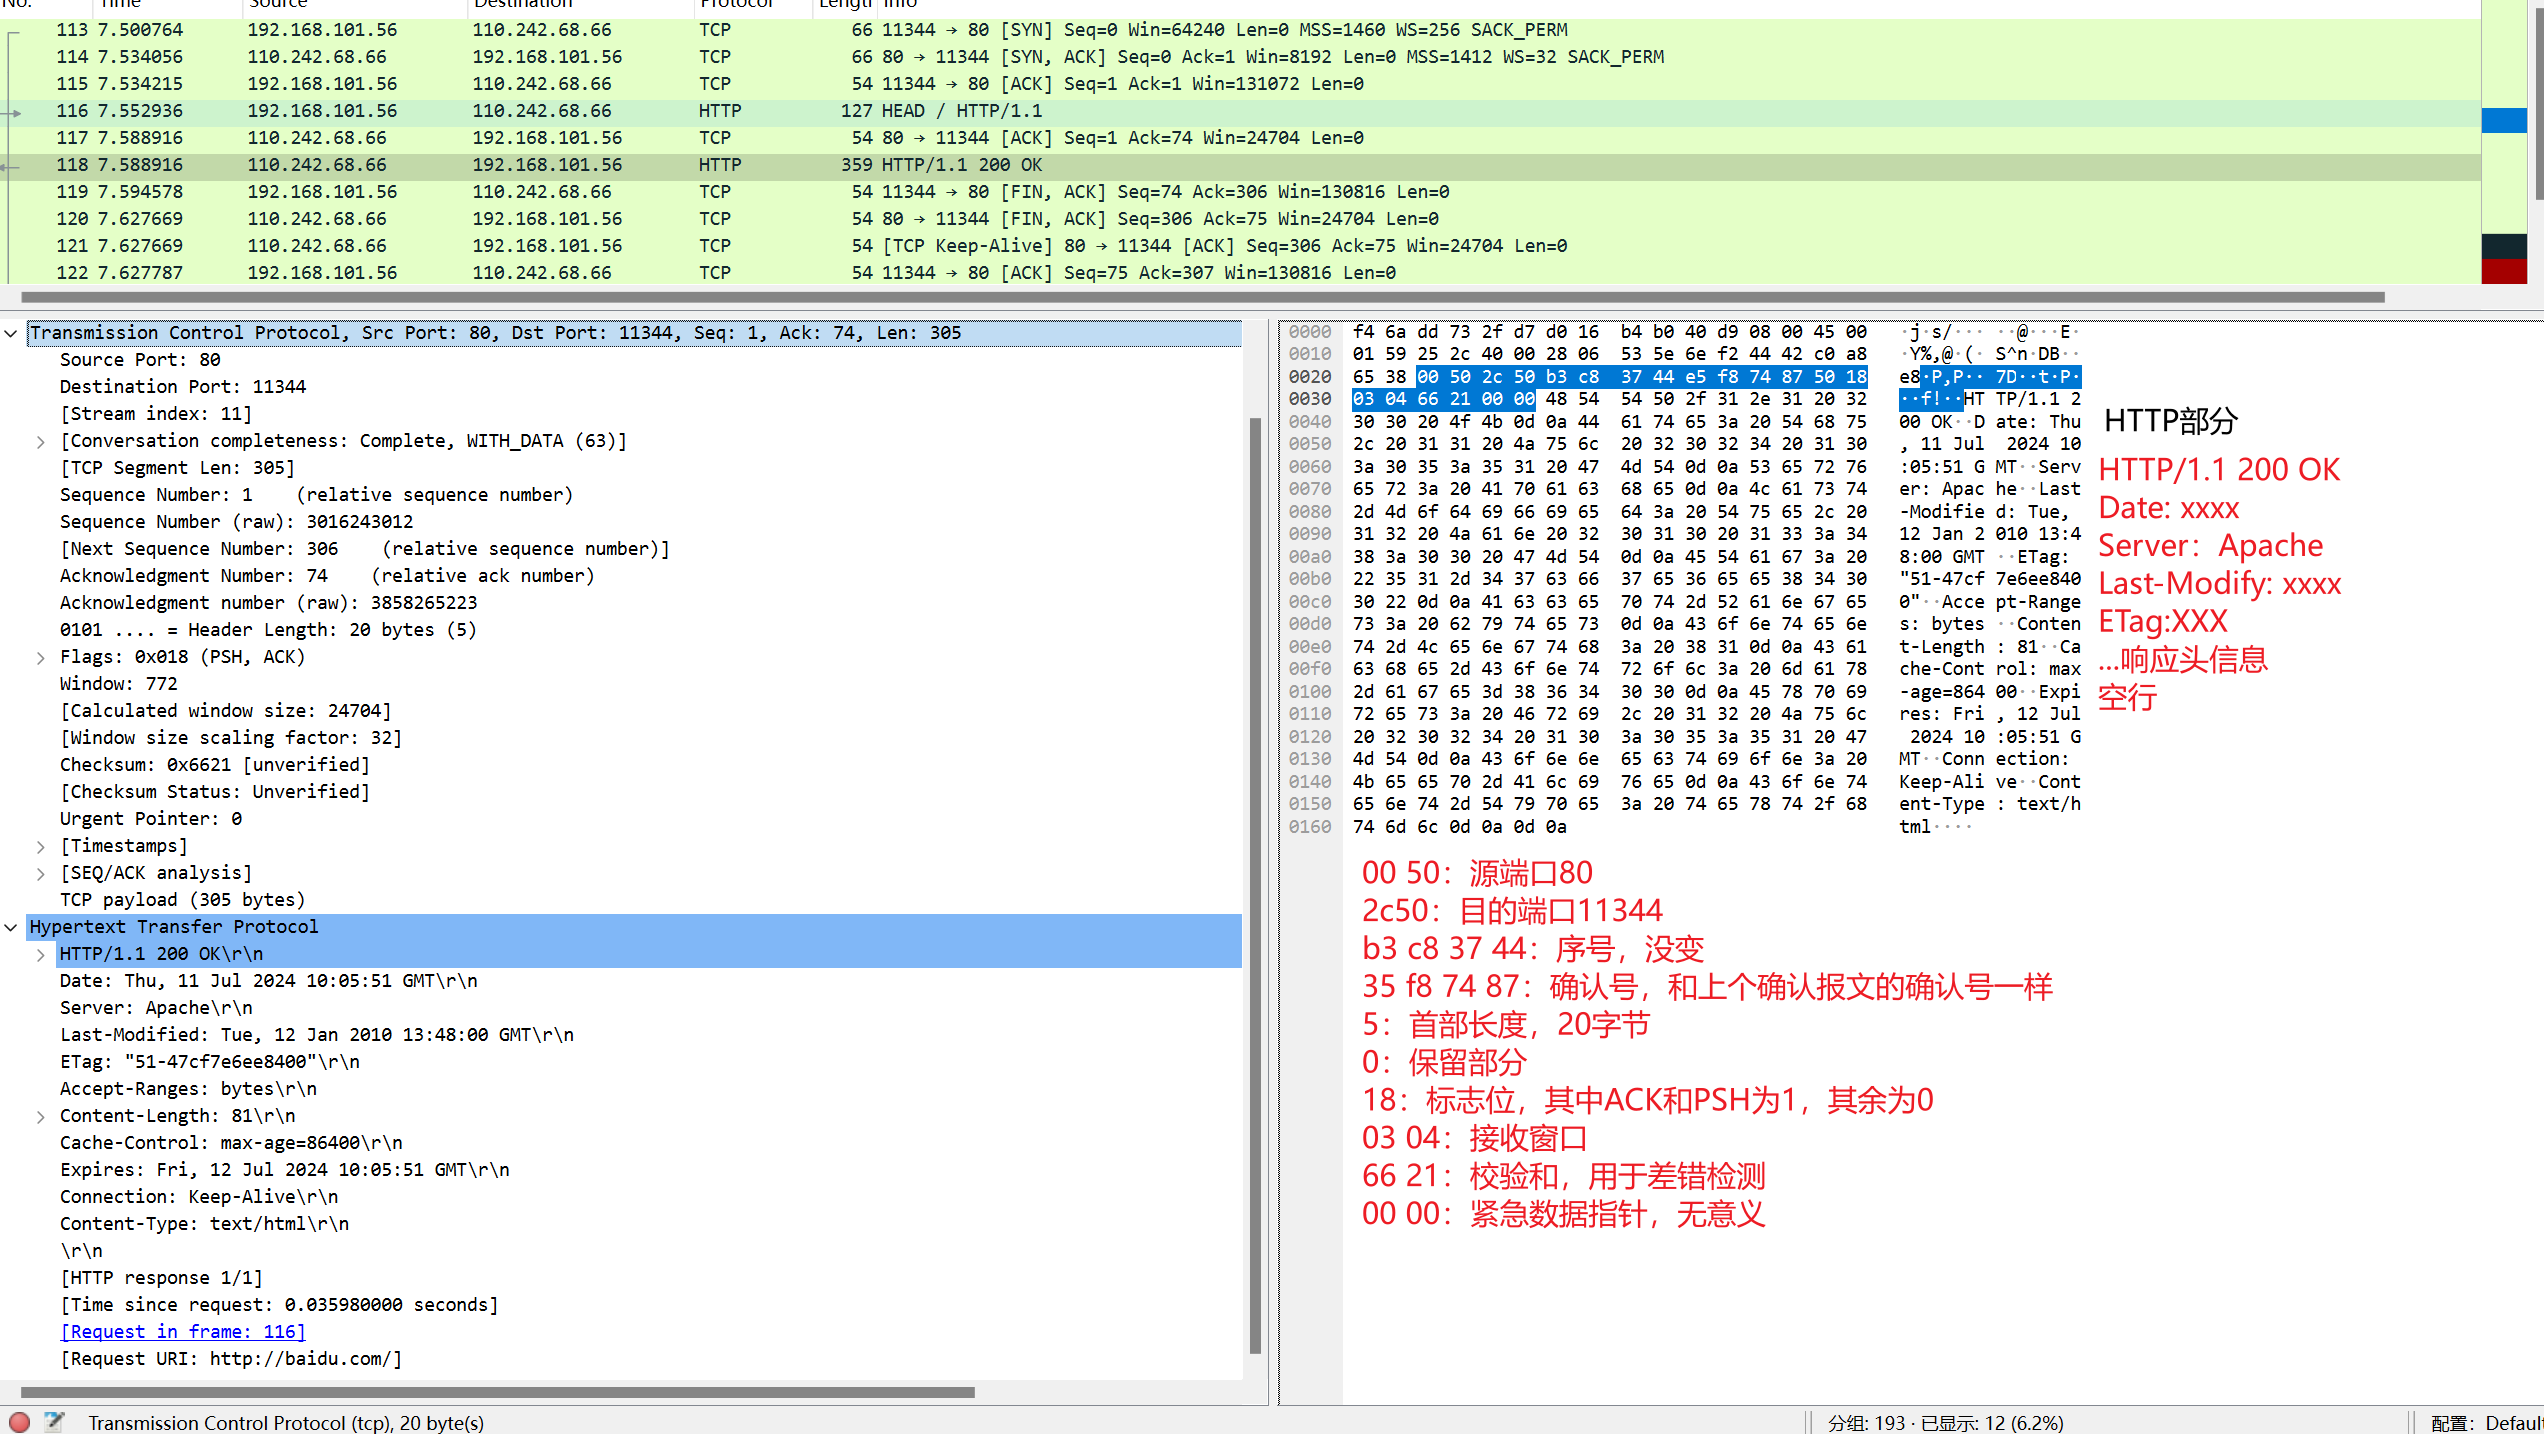 No. Time Source Destination Protocol Length Info
113 7.500764 192.168.101.56 110.242.68.66 TCP 66 11344 → 80 [SYN] Seq=0 Win=64240 Len=0 MSS=1460 WS=256 SACK_PERM
114 7.534056 110.242.68.66 192.168.101.56 TCP 66 80 → 11344 [SYN, ACK] Seq=0 Ack=1 Win=8192 Len=0 MSS=1412 WS=32 SACK_PERM
115 7.534215 192.168.101.56 110.242.68.66 TCP 54 11344 → 80 [ACK] Seq=1 Ack=1 Win=131072 Len=0
116 7.552936 192.168.101.56 110.242.68.66 HTTP 127 HEAD / HTTP/1.1
117 7.588916 110.242.68.66 192.168.101.56 TCP 54 80 → 11344 [ACK] Seq=1 Ack=74 Win=24704 Len=0
118 7.588916 110.242.68.66 192.168.101.56 HTTP 359 HTTP/1.1 200 OK
119 7.594578 192.168.101.56 110.242.68.66 TCP 54 11344 → 80 [FIN, ACK] Seq=74 Ack=306 Win=130816 Len=0
120 7.627669 110.242.68.66 192.168.101.56 TCP 54 80 → 11344 [FIN, ACK] Seq=306 Ack=75 Win=24704 Len=0
121 7.627669 110.242.68.66 192.168.101.56 TCP 54 [TCP Keep-Alive] 80 → 11344 [ACK] Seq=306 Ack=75 Win=24704 Len=0
122 7.627787 192.168.101.56 110.242.68.66 TCP 54 11344 → 80 [ACK] Seq=75 Ack=307 Win=130816 Len=0
Transmission Control Protocol, Src Port: 80, Dst Port: 11344, Seq: 1, Ack: 74, Len: 305
Source Port: 80
Destination Port: 11344
[Stream index: 11]
[Conversation completeness: Complete, WITH_DATA (63)]
[TCP Segment Len: 305]
Sequence Number: 1    (relative sequence number)
Sequence Number (raw): 3016243012
[Next Sequence Number: 306    (relative sequence number)]
Acknowledgment Number: 74    (relative ack number)
Acknowledgment number (raw): 3858265223
0101 .... = Header Length: 20 bytes (5)
Flags: 0x018 (PSH, ACK)
Window: 772
[Calculated window size: 24704]
[Window size scaling factor: 32]
Checksum: 0x6621 [unverified]
[Checksum Status: Unverified]
Urgent Pointer: 0
[Timestamps]
[SEQ/ACK analysis]
TCP payload (305 bytes)
Hypertext Transfer Protocol
HTTP/1.1 200 OK\r\n
Date: Thu, 11 Jul 2024 10:05:51 GMT\r\n
Server: Apache\r\n
Last-Modified: Tue, 12 Jan 2010 13:48:00 GMT\r\n
ETag: "51-47cf7e6ee8400"\r\n
Accept-Ranges: bytes\r\n
Content-Length: 81\r\n
Cache-Control: max-age=86400\r\n
Expires: Fri, 12 Jul 2024 10:05:51 GMT\r\n
Connection: Keep-Alive\r\n
Content-Type: text/html\r\n
\r\n
[HTTP response 1/1]
[Time since request: 0.035980000 seconds]
[Request in frame: 116]
[Request URI: http://baidu.com/]
0000 f4 6a dd 73 2f d7 d0 16 b4 b0 40 d9 08 00 45 00 ·j·s/··· ··@···E·
0010 01 59 25 2c 40 00 28 06 53 5e 6e f2 44 42 c0 a8 ·Y%,@·(· S^n·DB··
0020 65 38 00 50 2c 50 b3 c8 37 44 e5 f8 74 87 50 18 e8·P,P·· 7D··t·P·
0030 03 04 66 21 00 00 48 54 54 50 2f 31 2e 31 20 32 ··f!··HT TP/1.1 2
0040 30 30 20 4f 4b 0d 0a 44 61 74 65 3a 20 54 68 75 00 OK··D ate: Thu
0050 2c 20 31 31 20 4a 75 6c 20 32 30 32 34 20 31 30 , 11 Jul 2024 10
0060 3a 30 35 3a 35 31 20 47 4d 54 0d 0a 53 65 72 76 :05:51 G MT··Serv
0070 65 72 3a 20 41 70 61 63 68 65 0d 0a 4c 61 73 74 er: Apac he··Last
0080 2d 4d 6f 64 69 66 69 65 64 3a 20 54 75 65 2c 20 -Modifie d: Tue,
0090 31 32 20 4a 61 6e 20 32 30 31 30 20 31 33 3a 34 12 Jan 2 010 13:4
00a0 38 3a 30 30 20 47 4d 54 0d 0a 45 54 61 67 3a 20 8:00 GMT ··ETag:
00b0 22 35 31 2d 34 37 63 66 37 65 36 65 65 38 34 30 "51-47cf 7e6ee840
00c0 30 22 0d 0a 41 63 63 65 70 74 2d 52 61 6e 67 65 0"··Acce pt-Range
00d0 73 3a 20 62 79 74 65 73 0d 0a 43 6f 6e 74 65 6e s: bytes ··Conten
00e0 74 2d 4c 65 6e 67 74 68 3a 20 38 31 0d 0a 43 61 t-Length : 81··Ca
00f0 63 68 65 2d 43 6f 6e 74 72 6f 6c 3a 20 6d 61 78 che-Cont rol: max
0100 2d 61 67 65 3d 38 36 34 30 30 0d 0a 45 78 70 69 -age=864 00··Expi
0110 72 65 73 3a 20 46 72 69 2c 20 31 32 20 4a 75 6c res: Fri , 12 Jul
0120 20 32 30 32 34 20 31 30 3a 30 35 3a 35 31 20 47 2024 10 :05:51 G
0130 4d 54 0d 0a 43 6f 6e 6e 65 63 74 69 6f 6e 3a 20 MT··Conn ection:
0140 4b 65 65 70 2d 41 6c 69 76 65 0d 0a 43 6f 6e 74 Keep-Ali ve··Cont
0150 65 6e 74 2d 54 79 70 65 3a 20 74 65 78 74 2f 68 ent-Type : text/h
0160 74 6d 6c 0d 0a 0d 0a tml····
HTTP部分
HTTP/1.1 200 OK
Date: xxxx
Server：Apache
Last-Modify: xxxx
ETag:XXX
...响应头信息
空行
00 50：源端口80
2c50：目的端口11344
b3 c8 37 44：序号，没变
35 f8 74 87：确认号，和上个确认报文的确认号一样
5：首部长度，20字节
0：保留部分
18：标志位，其中ACK和PSH为1，其余为0
03 04：接收窗口
66 21：校验和，用于差错检测
00 00：紧急数据指针，无意义
Transmission Control Protocol (tcp), 20 byte(s)
分组: 193 · 已显示: 12 (6.2%)
配置：Default